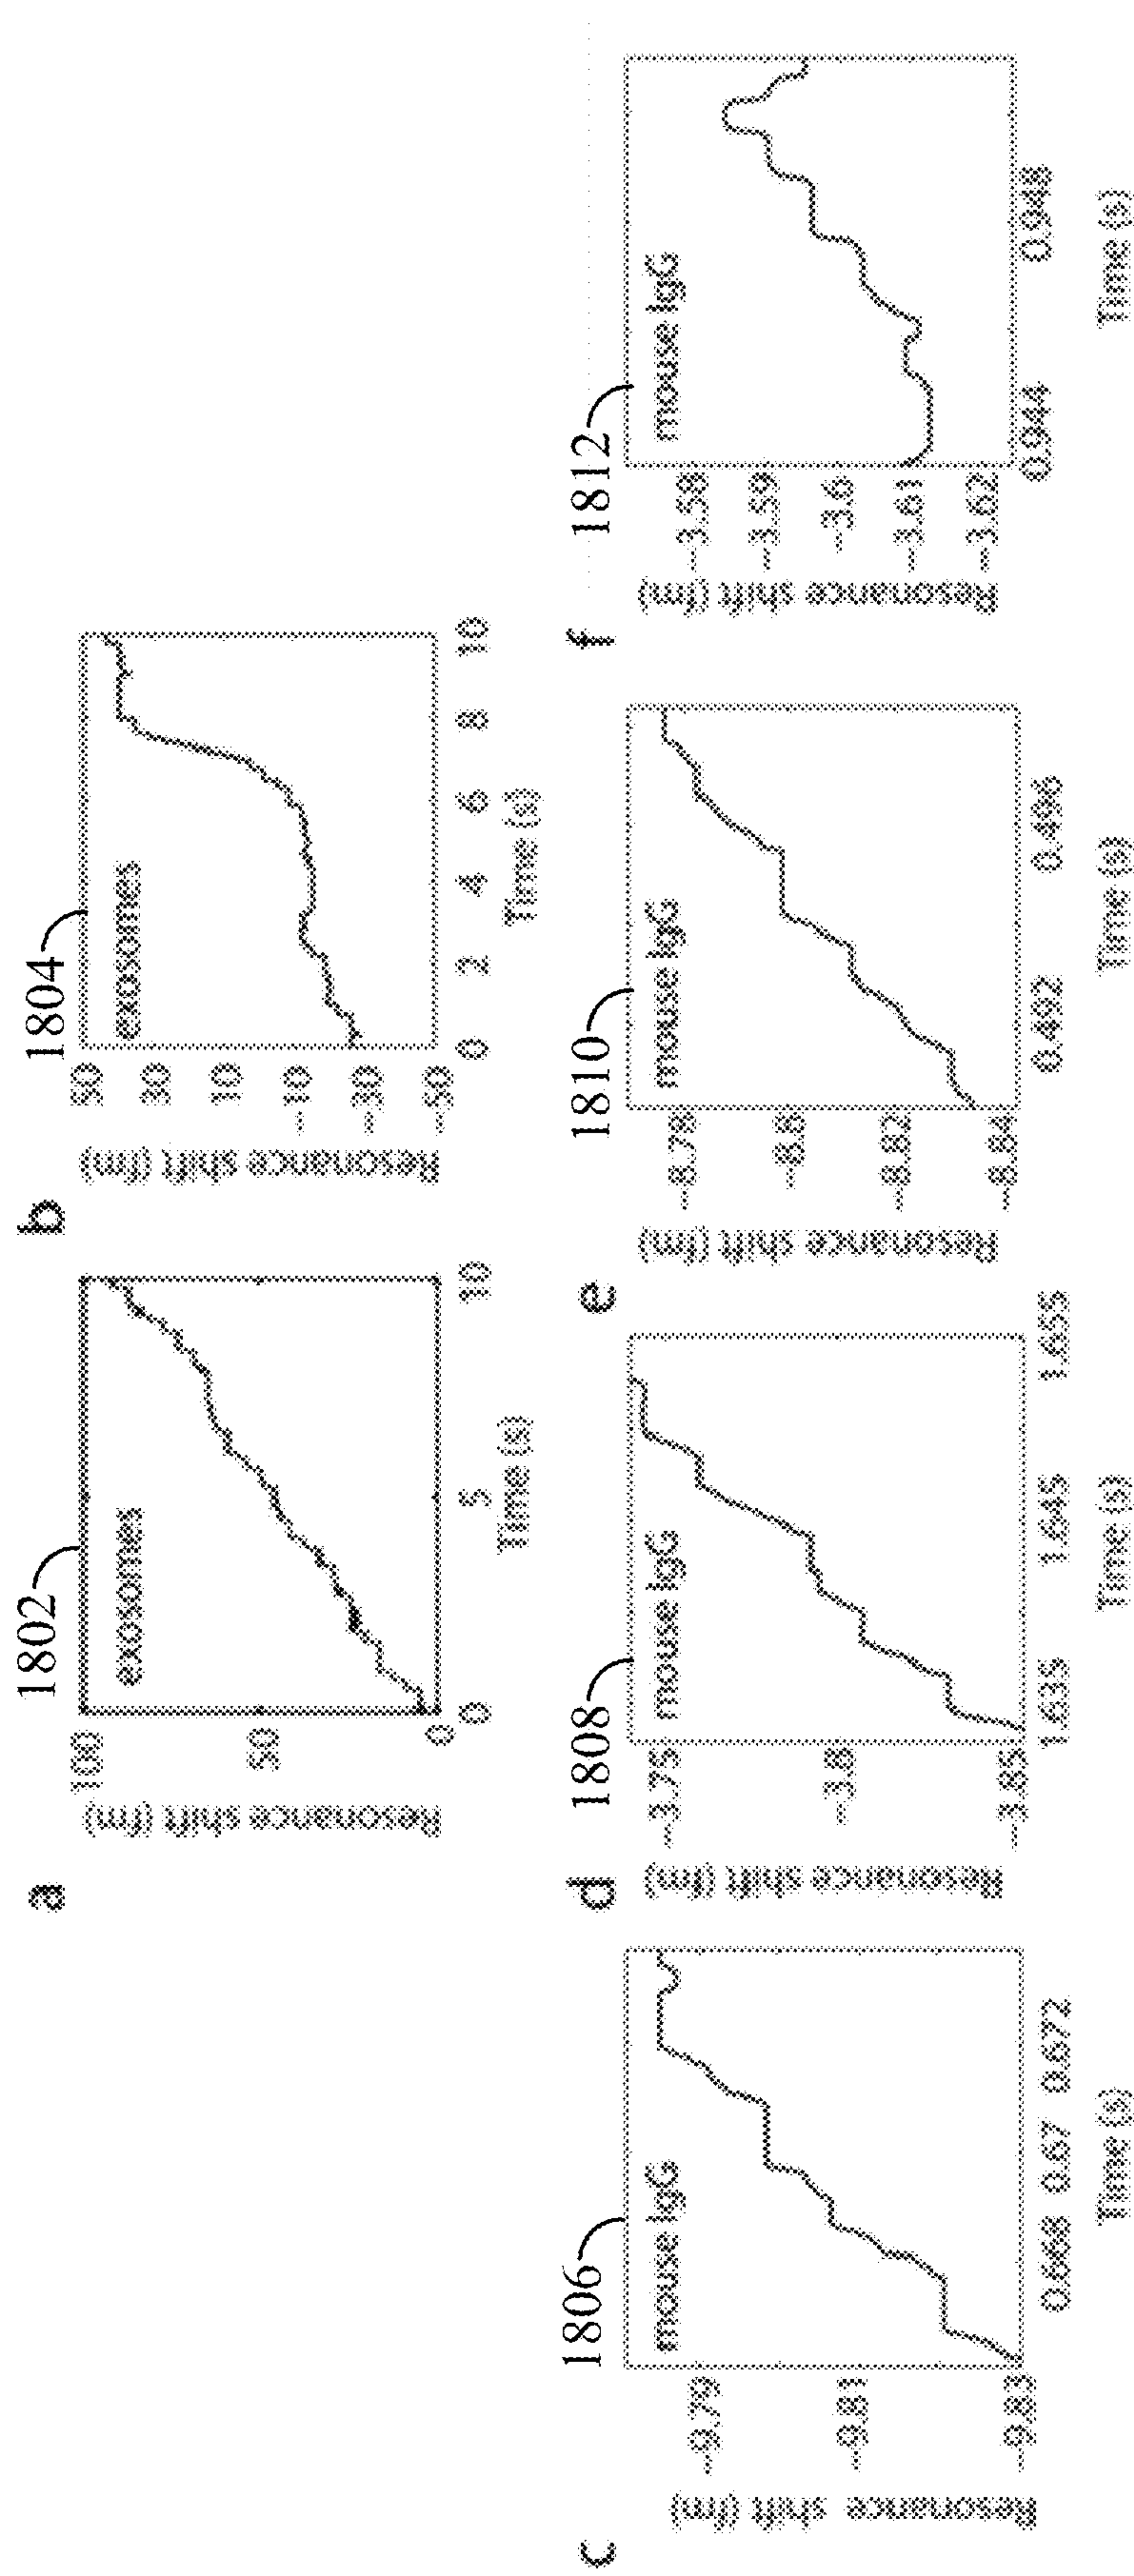 a
1802
exosomes
Resonance shift (fm)
100
50
0
0
5
10
Time (s)
b
1804
exosomes
Resonance shift (fm)
50
30
10
-10
-30
-50
0
2
4
6
8
10
Time (s)
c
1806
mouse IgG
Resonance shift (fm)
-9.79
-9.81
-9.83
0.668
0.67
0.672
Time (s)
d
1808
mouse IgG
Resonance shift (fm)
-3.75
-3.8
-3.85
1.635
1.645
1.655
Time (s)
e
1810
mouse IgG
Resonance shift (fm)
-8.78
-8.8
-8.82
-8.84
0.492
0.496
Time (s)
f
1812
mouse IgG
Resonance shift (fm)
-3.58
-3.59
-3.6
-3.61
-3.62
0.944
0.948
Time (s)